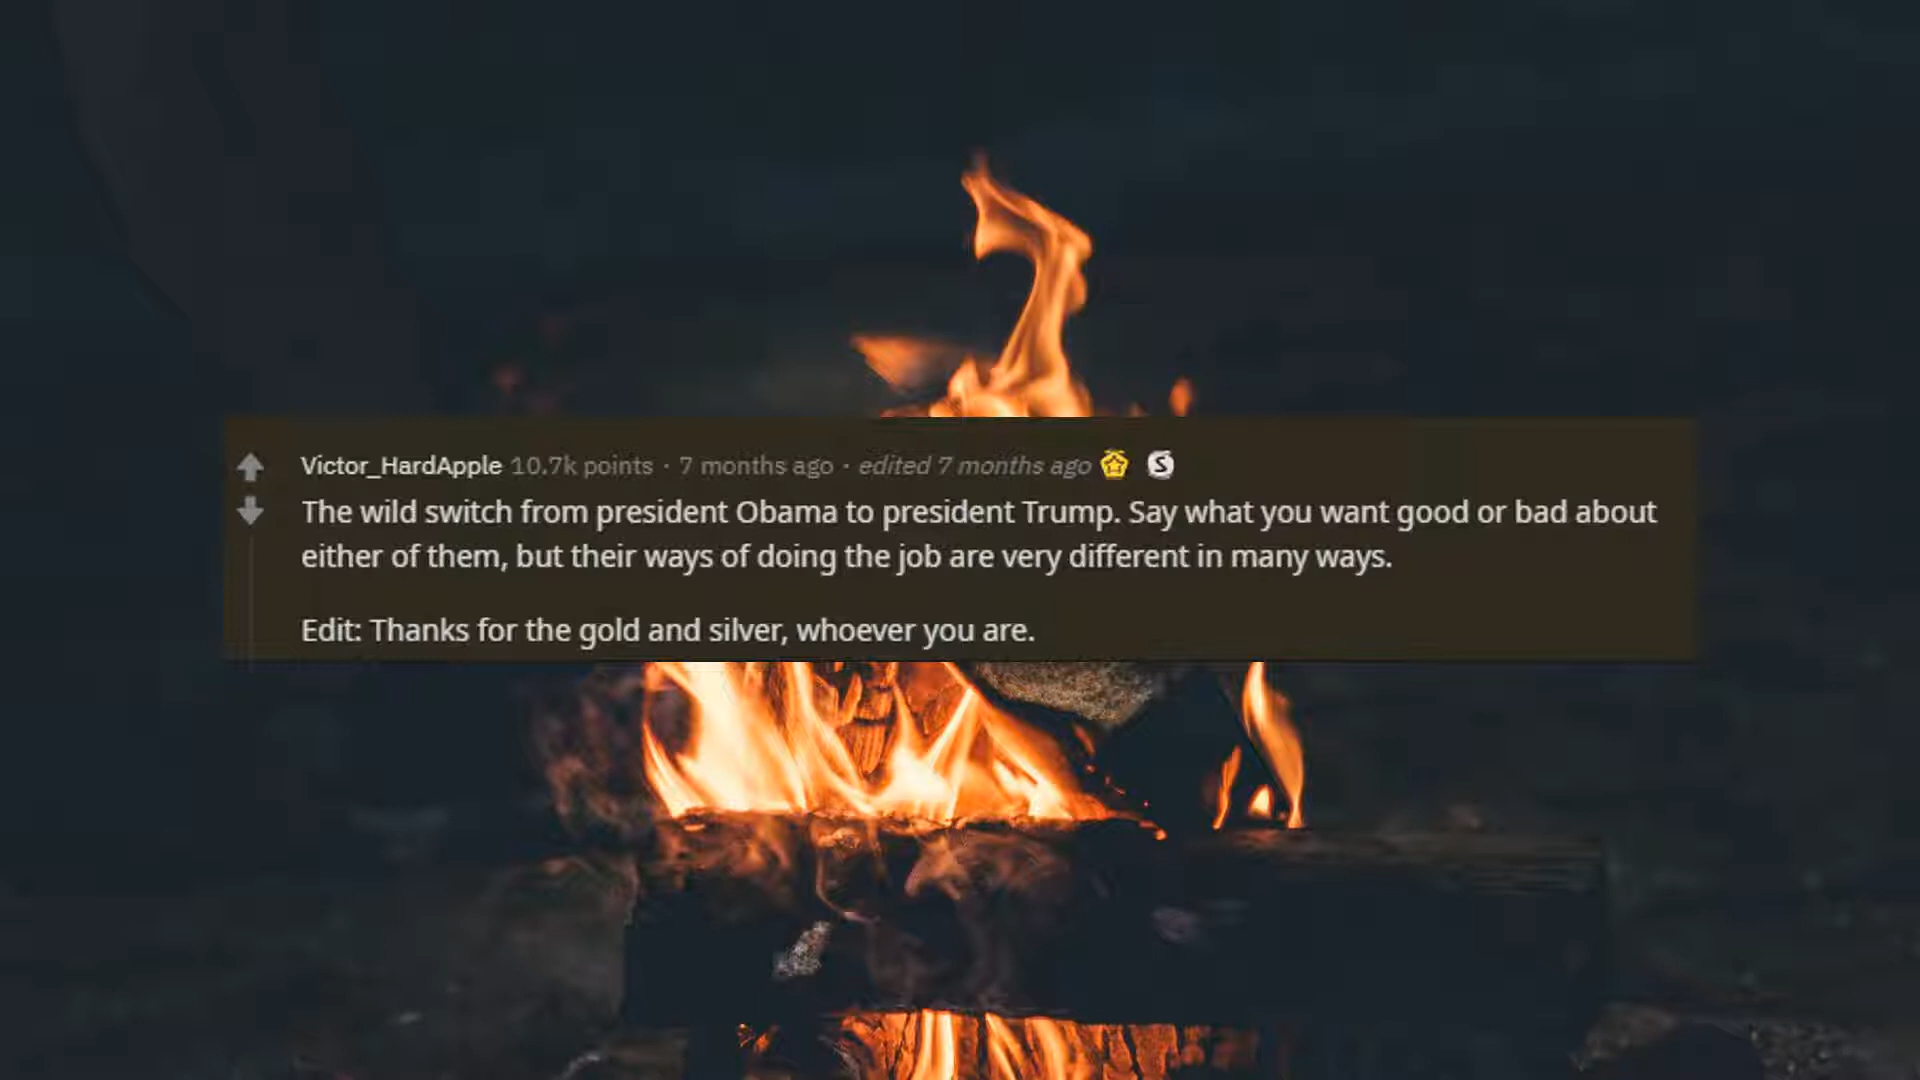 Victor_HardApple 10.7k points · 7 months ago · edited 7 months ago
The wild switch from president Obama to president Trump. Say what you want good or bad about
either of them, but their ways of doing the job are very different in many ways.
Edit: Thanks for the gold and silver, whoever you are.